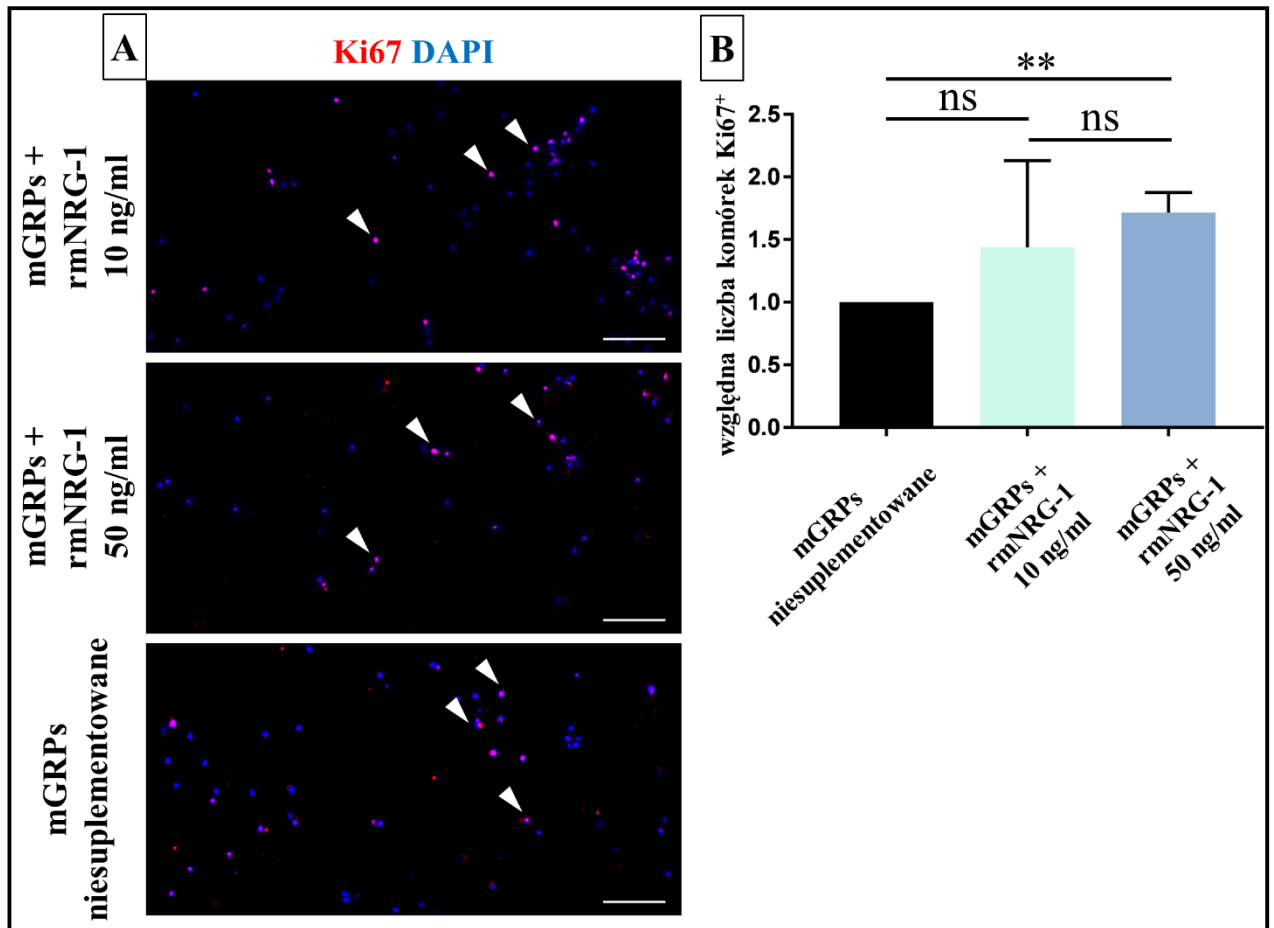 A
Ki67 DAPI
mGRPs +
rmNRG-1
10 ng/ml
mGRPs +
rmNRG-1
50 ng/ml
mGRPs
niesuplementowane
B
**
ns
ns
względna liczba komórek Ki67⁺
2.5
2.0
1.5
1.0
0.5
0.0
mGRPs
niesuplementowane
mGRPs +
rmNRG-1
10 ng/ml
mGRPs +
rmNRG-1
50 ng/ml